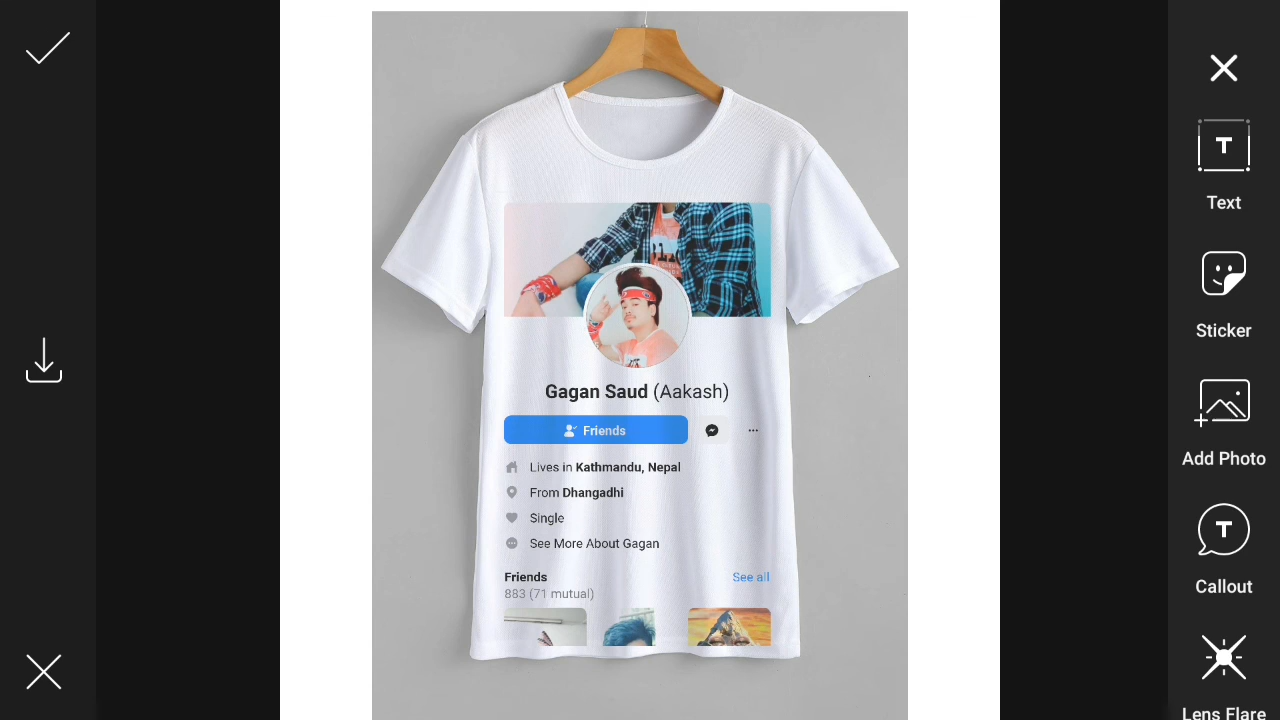 Gagan Saud (Aakash)
Friends
Lives in Kathmandu, Nepal
From Dhangadhi
Single
See More About Gagan
Friends See all
883 (71 mutual)
T
Text
Sticker
Add Photo
T
Callout
Lens Flare